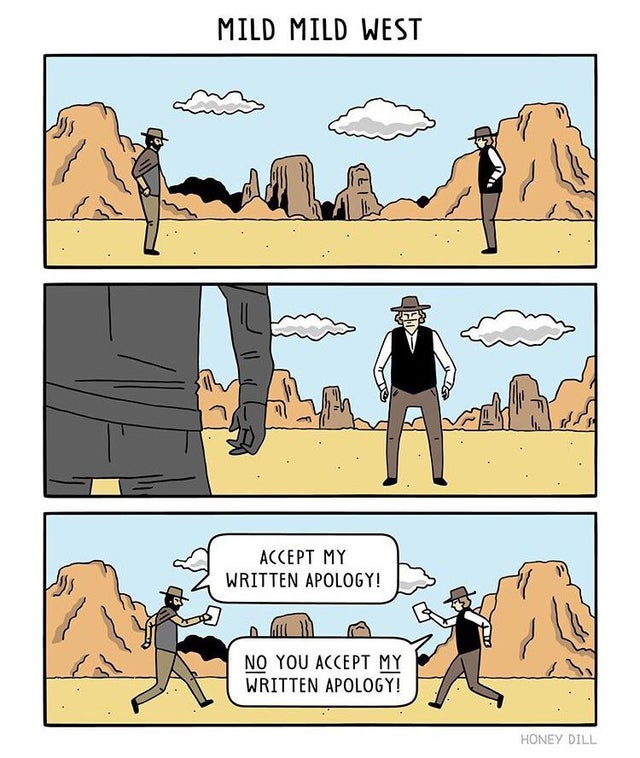 MILD MILD WEST
ACCEPT MY
WRITTEN APOLOGY!
NO YOU ACCEPT MY
WRITTEN APOLOGY!
HONEY DILL